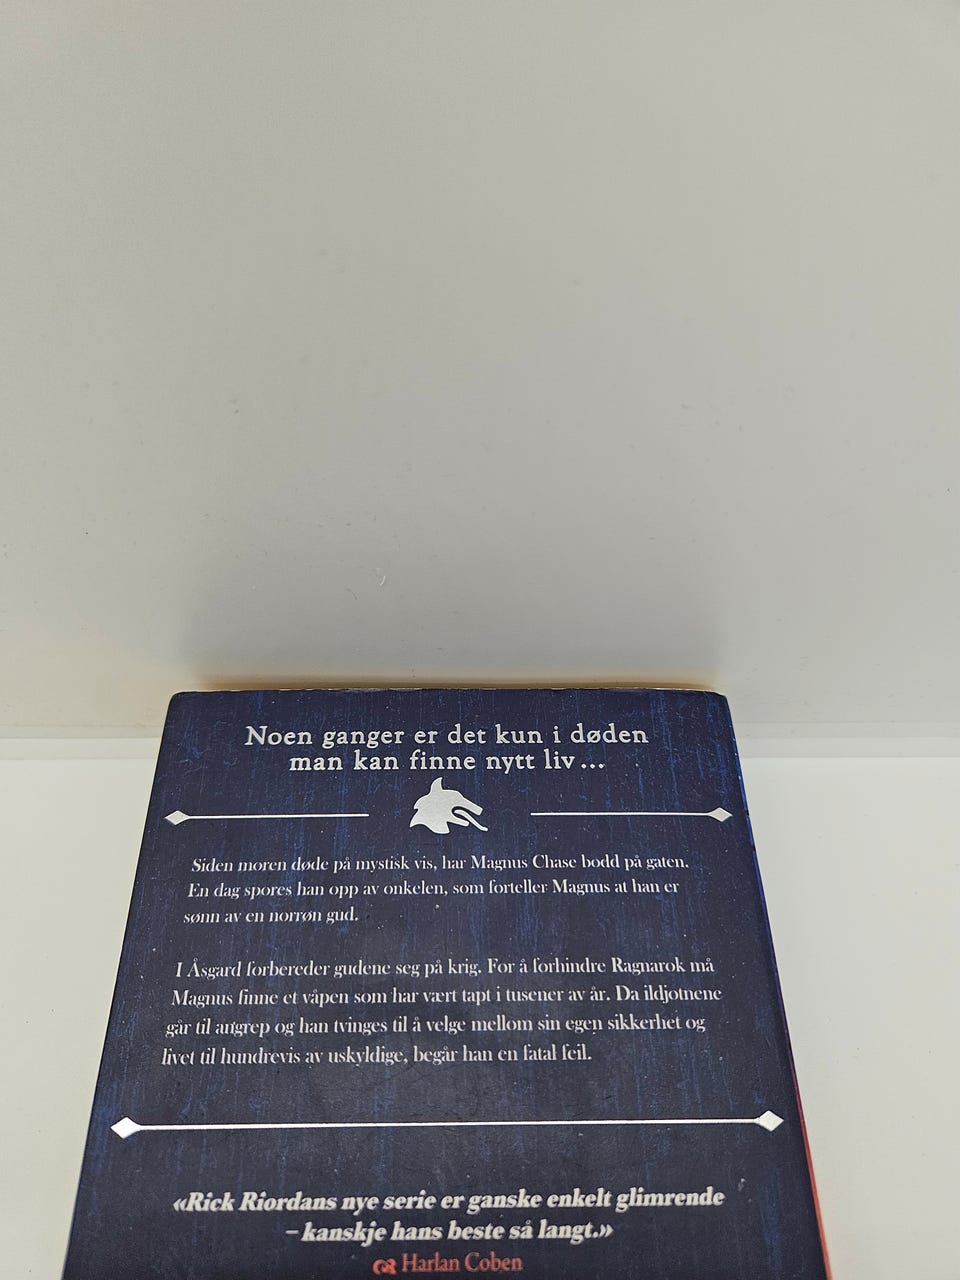 Noen ganger er det kun i døden
man kan finne nytt liv...
Siden moren døde på mystisk vis, har Magnus Chase bodd på gaten.
En dag spores han opp av onkelen, som forteller Magnus at han er
sønn av en norrøn gud.
I Åsgard forbereder gudene seg på krig. For å forhindre Ragnarok må
Magnus finne et våpen som har vært tapt i tusener av år. Da ildjotnene
går til angrep og han tvinges til å velge mellom sin egen sikkerhet og
livet til hundrevis av uskyldige, begår han en fatal feil.
«Rick Riordans nye serie er ganske enkelt glimrende
– kanskje hans beste så langt.»
Harlan Coben